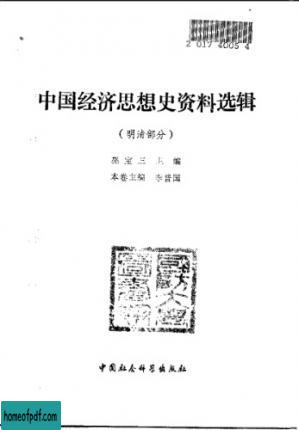 2 017 4005 4
中国经济思想史资料选辑
(明清部分)
巫宝三 主编
本卷主编 李普国
中国社会科学出版社
homeofpdf.com
homeofpdf.com